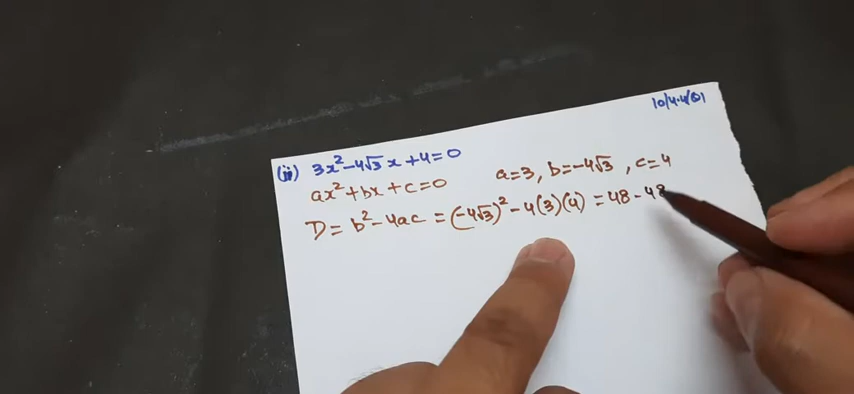 10/4.4/Q1
(ii) 3x² - 4√3 x + 4 = 0
ax² + bx + c = 0 a = 3, b = -4√3, c = 4
D = b² - 4ac = (-4√3)² - 4(3)(4) = 48 - 48